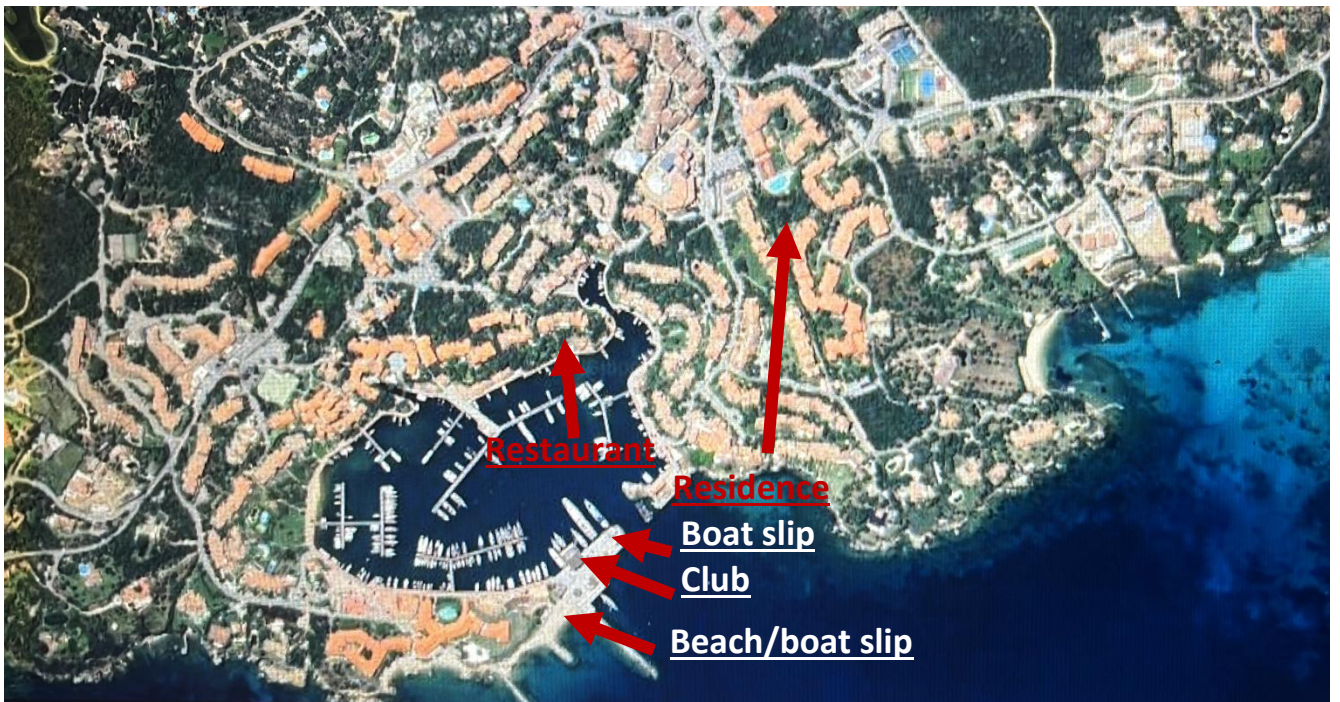 Restaurant
Residence
Boat slip
Club
Beach/boat slip